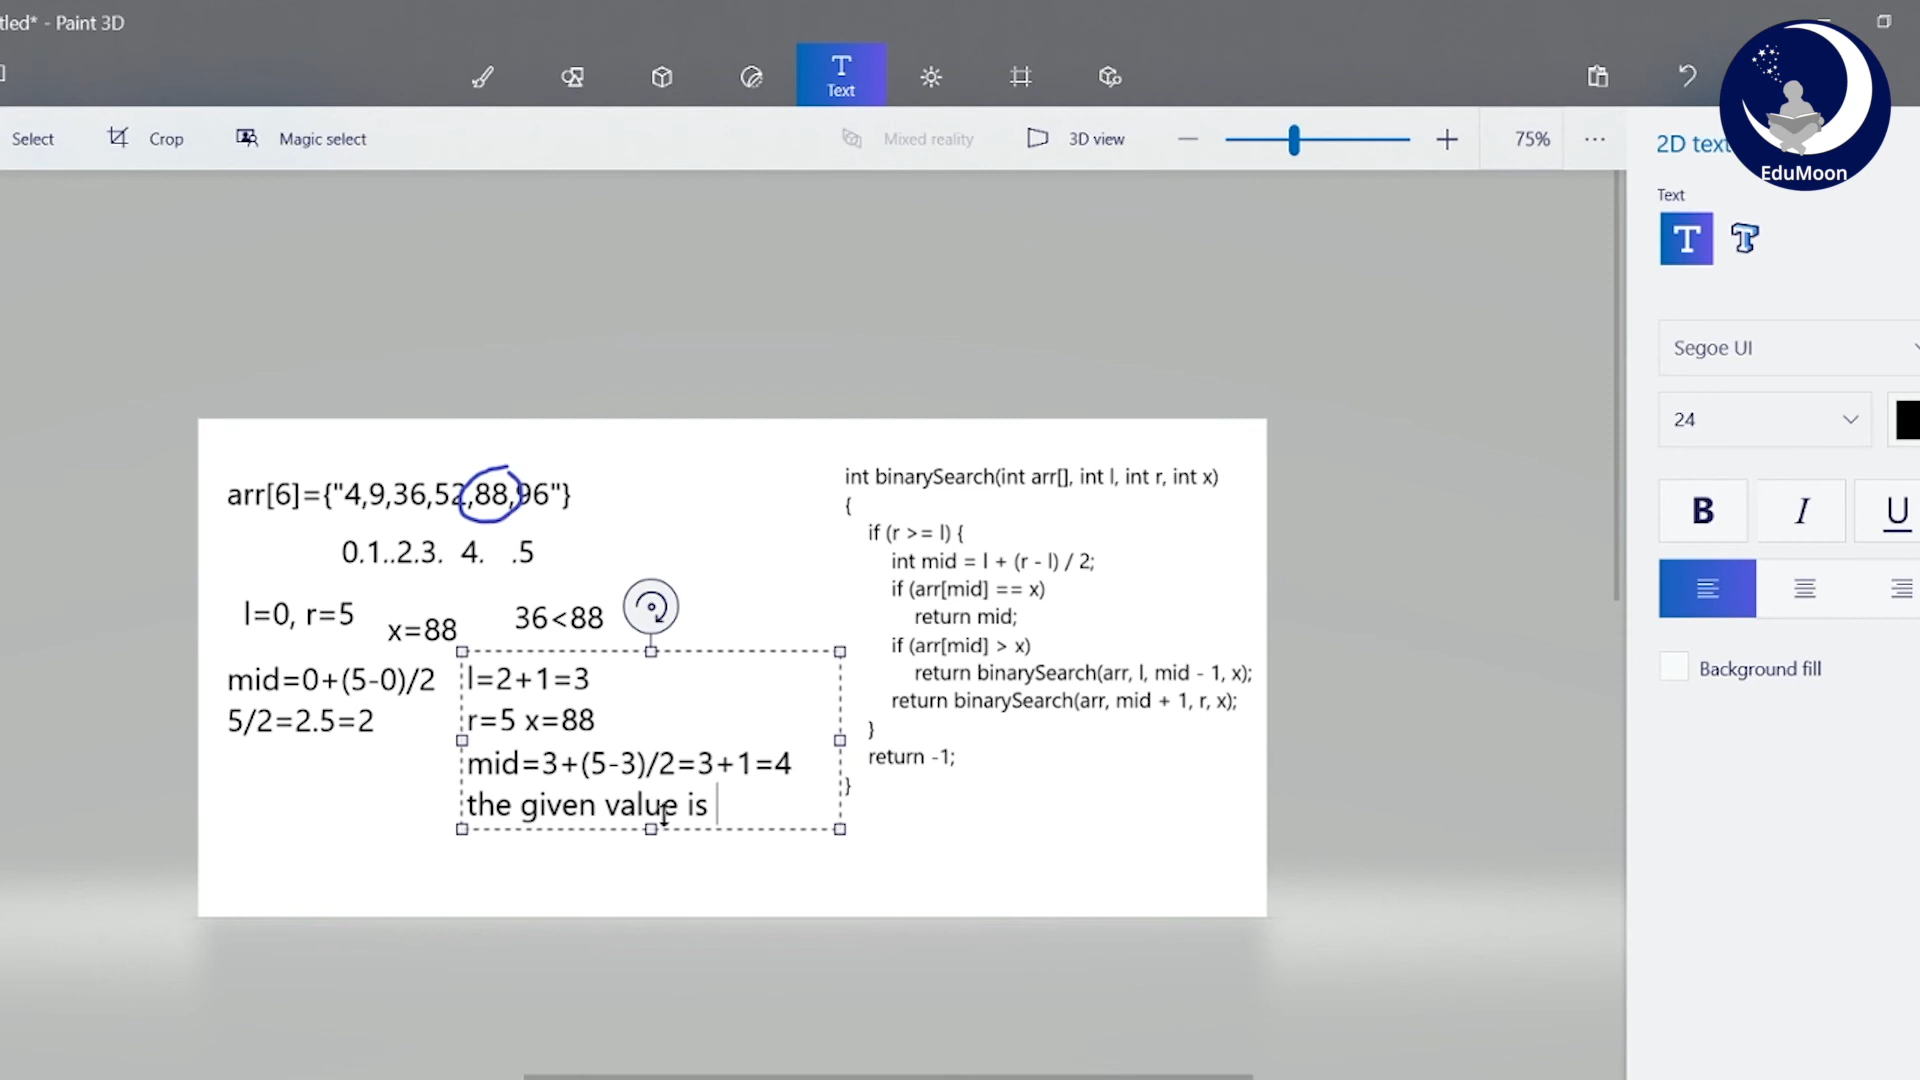 tled* - Paint 3D
Text
Select Crop Magic select Mixed reality 3D view 75%
2D text
EduMoon
Text
Segoe UI
24
B I U
Background fill
arr[6]={"4,9,36,52,88,96"}
0.1..2.3. 4. .5
l=0, r=5 x=88 36<88
mid=0+(5-0)/2
5/2=2.5=2
l=2+1=3
r=5 x=88
mid=3+(5-3)/2=3+1=4
the given value is
int binarySearch(int arr[], int l, int r, int x)
{
if (r >= l) {
int mid = l + (r - l) / 2;
if (arr[mid] == x)
return mid;
if (arr[mid] > x)
return binarySearch(arr, l, mid - 1, x);
return binarySearch(arr, mid + 1, r, x);
}
return -1;
}